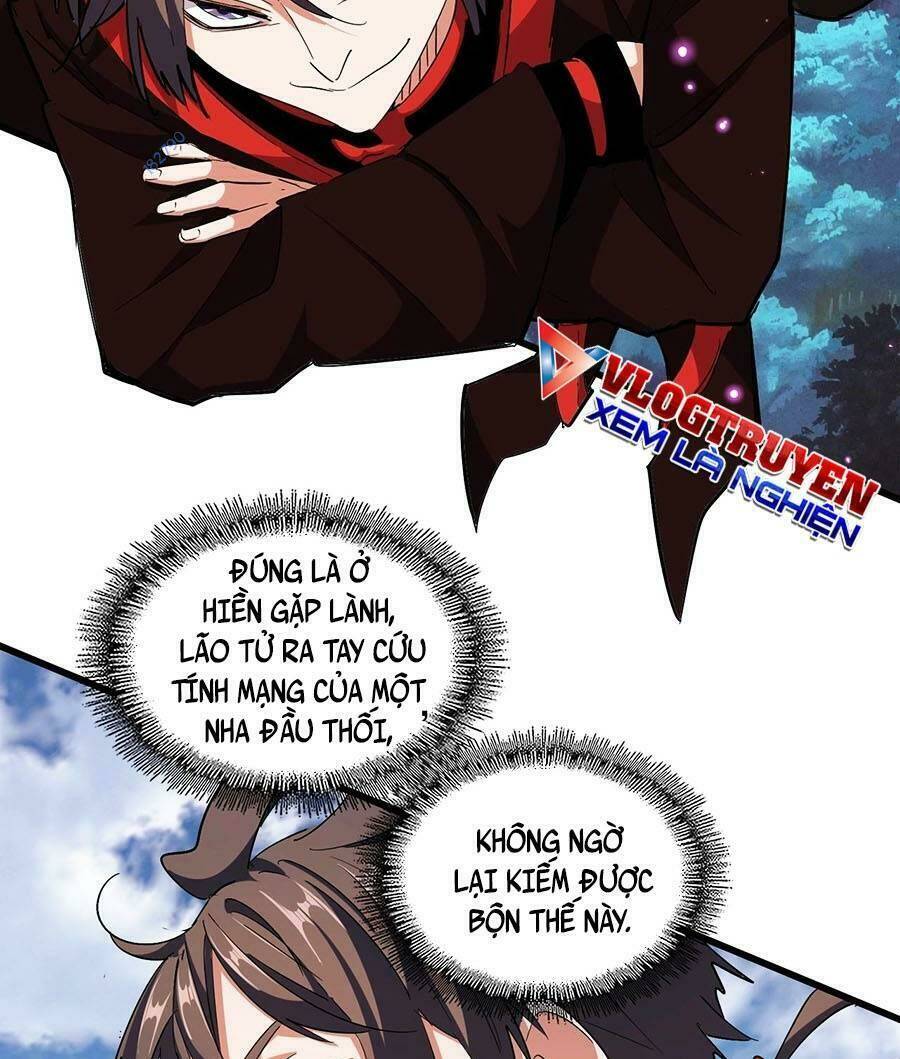 182790
VLOGTRUYEN
XEM LÀ NGHIỆN
ĐÚNG LÀ Ở
HIỀN GẶP LÀNH,
LÃO TỬ RA TAY CỨU
TÍNH MẠNG CỦA MỘT
NHA ĐẦU THỐI,
KHÔNG NGỜ
LẠI KIẾM ĐƯỢC
BỘN THẾ NÀY.